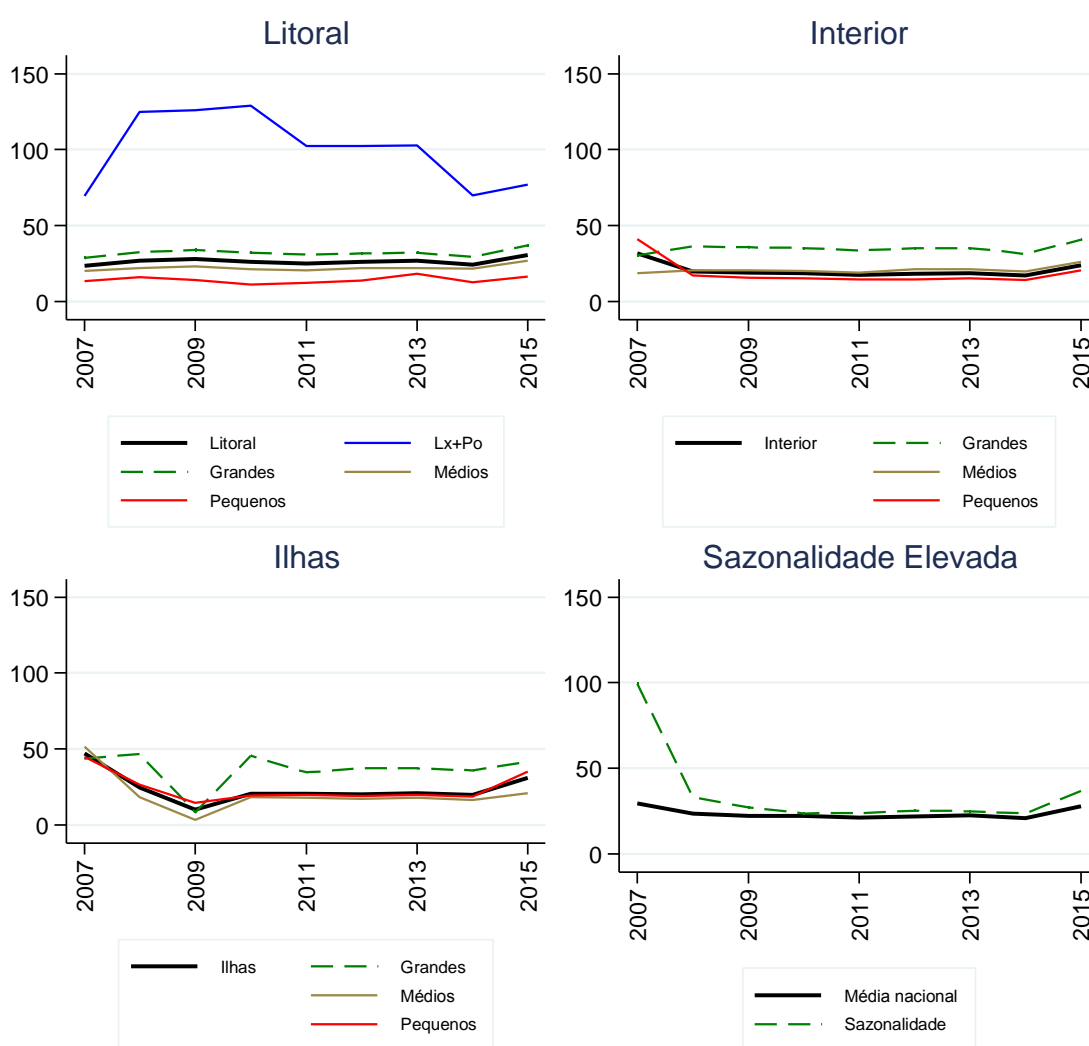 Litoral
150
100
50
0
2007
2009
2011
2013
2015
Litoral
Lx+Po
Grandes
Médios
Pequenos
Interior
150
100
50
0
2007
2009
2011
2013
2015
Interior
Grandes
Médios
Pequenos
Ilhas
150
100
50
0
2007
2009
2011
2013
2015
Ilhas
Grandes
Médios
Pequenos
Sazonalidade Elevada
150
100
50
0
2007
2009
2011
2013
2015
Média nacional
Sazonalidade